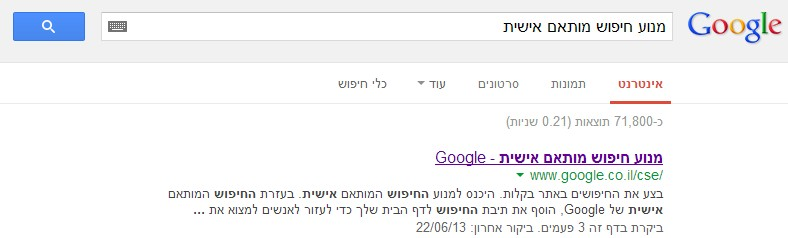 Google
מנוע חיפוש מותאם אישית
אינטרנט תמונות סרטונים עוד כלי חיפוש
כ-71,800 תוצאות (0.21 שניות)
מנוע חיפוש מותאם אישית - Google
www.google.co.il/cse/
בצע את החיפושים באתר בקלות. היכנס למנוע החיפוש המותאם אישית. בעזרת החיפוש המותאם
אישית של Google, הוסף את תיבת החיפוש לדף הבית שלך כדי לעזור לאנשים למצוא את ...
ביקרת בדף זה 3 פעמים. ביקור אחרון: 22/06/13